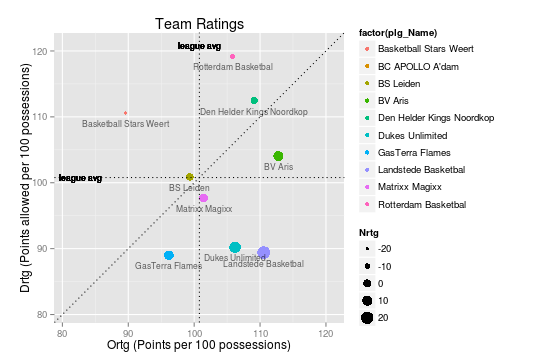 Team Ratings
league avg
Rotterdam Basketbal
Den Helder Kings Noordkop
Basketball Stars Weert
BV Aris
league avg
BS Leiden
Matrixx Magixx
Dukes Unlimited
Landstede Basketbal
GasTerra Flames
120
110
100
90
80
80
90
100
110
120
Drtg (Points allowed per 100 possessions)
Ortg (Points per 100 possessions)
factor(plg_Name)
Basketball Stars Weert
BC APOLLO A'dam
BS Leiden
BV Aris
Den Helder Kings Noordkop
Dukes Unlimited
GasTerra Flames
Landstede Basketbal
Matrixx Magixx
Rotterdam Basketbal
Nrtg
-20
-10
0
10
20